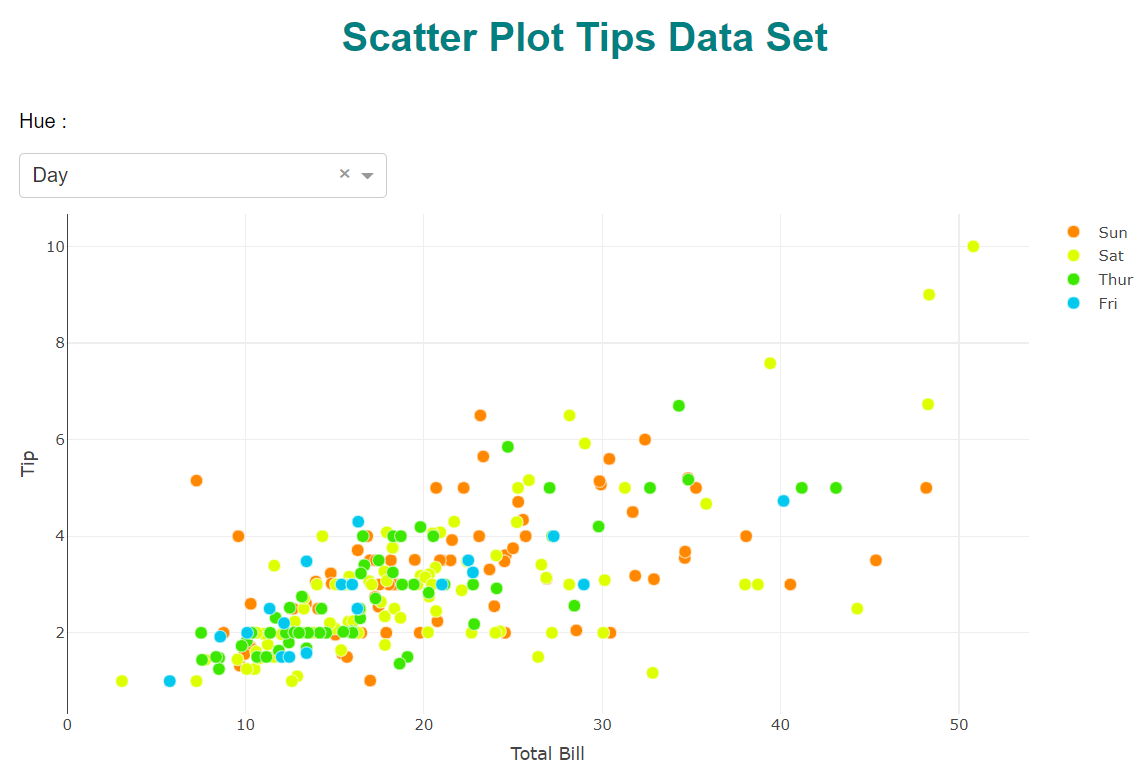 Scatter Plot Tips Data Set
Hue :
Day × 
Sun
Sat
Thur
Fri
10
8
6
4
2
Tip
0 10 20 30 40 50
Total Bill